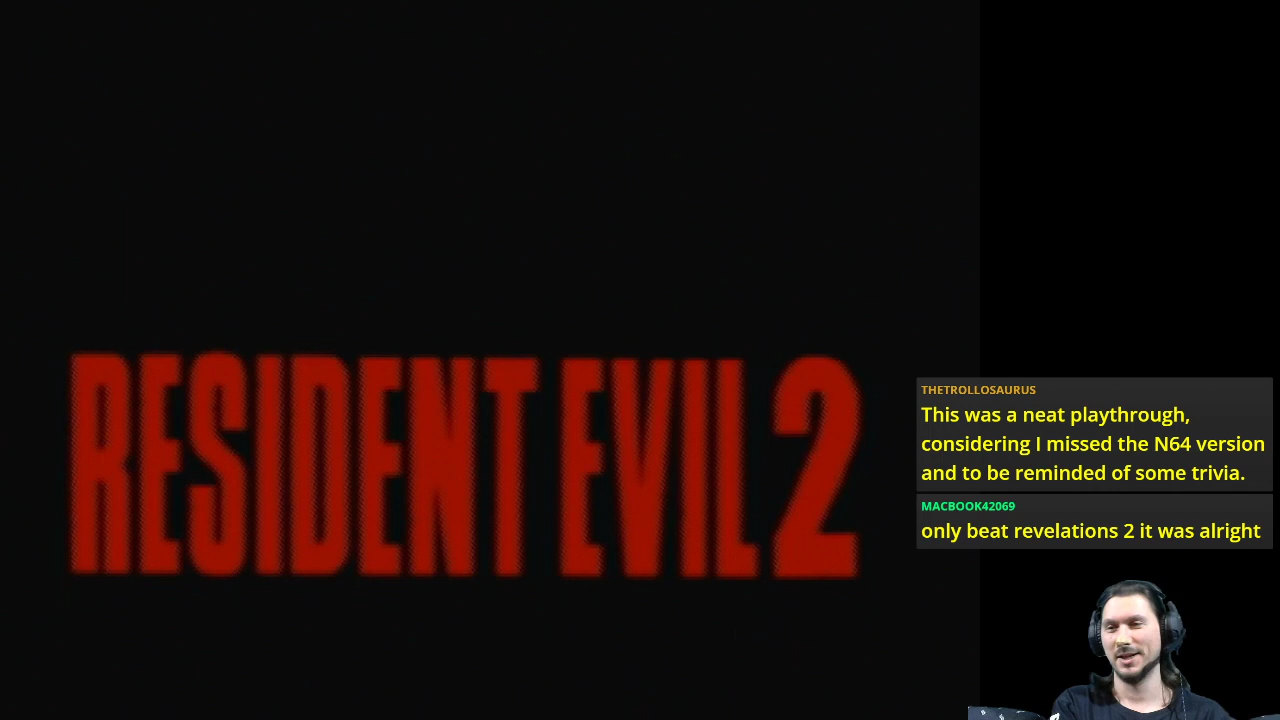 RESIDENT EVIL 2
THETROLLOSAURUS
This was a neat playthrough,
considering I missed the N64 version
and to be reminded of some trivia.
MACBOOK42069
only beat revelations 2 it was alright